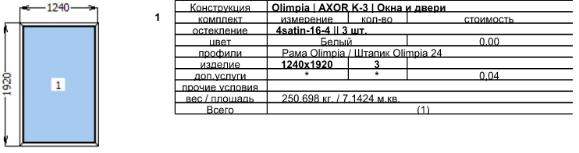 1240
1920
1
1
Конструкция Olimpia | AXOR K-3 | Окна и двери
комплект измерение кол-во стоимость
остекление 4satin-16-4 || 3 шт.
цвет Белый 0,00
профили Рама Olimpia / Штапик Olimpia 24
изделие 1240x1920 3
доп.услуги * * 0,04
прочие условия
вес / площадь 250.698 кг. / 7.1424 м.кв.
Всего (1)